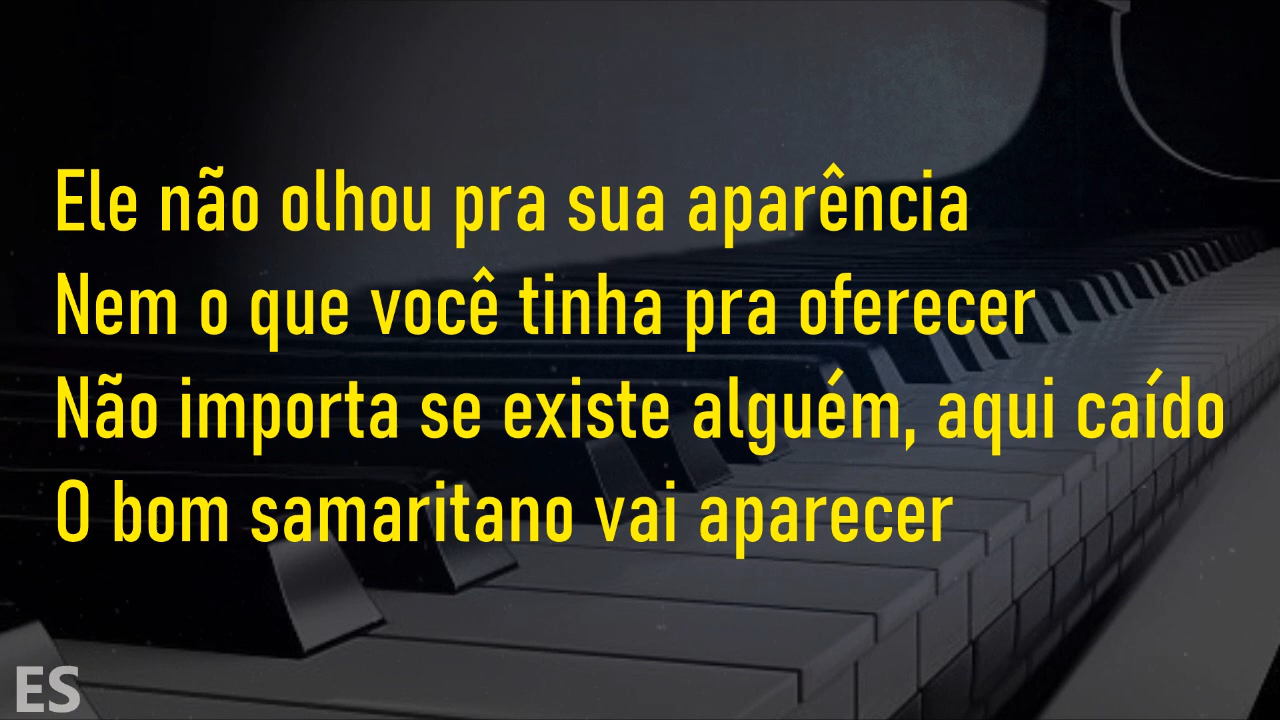 Ele não olhou pra sua aparência
Nem o que você tinha pra oferecer
Não importa se existe alguém, aqui caído
O bom samaritano vai aparecer
ES